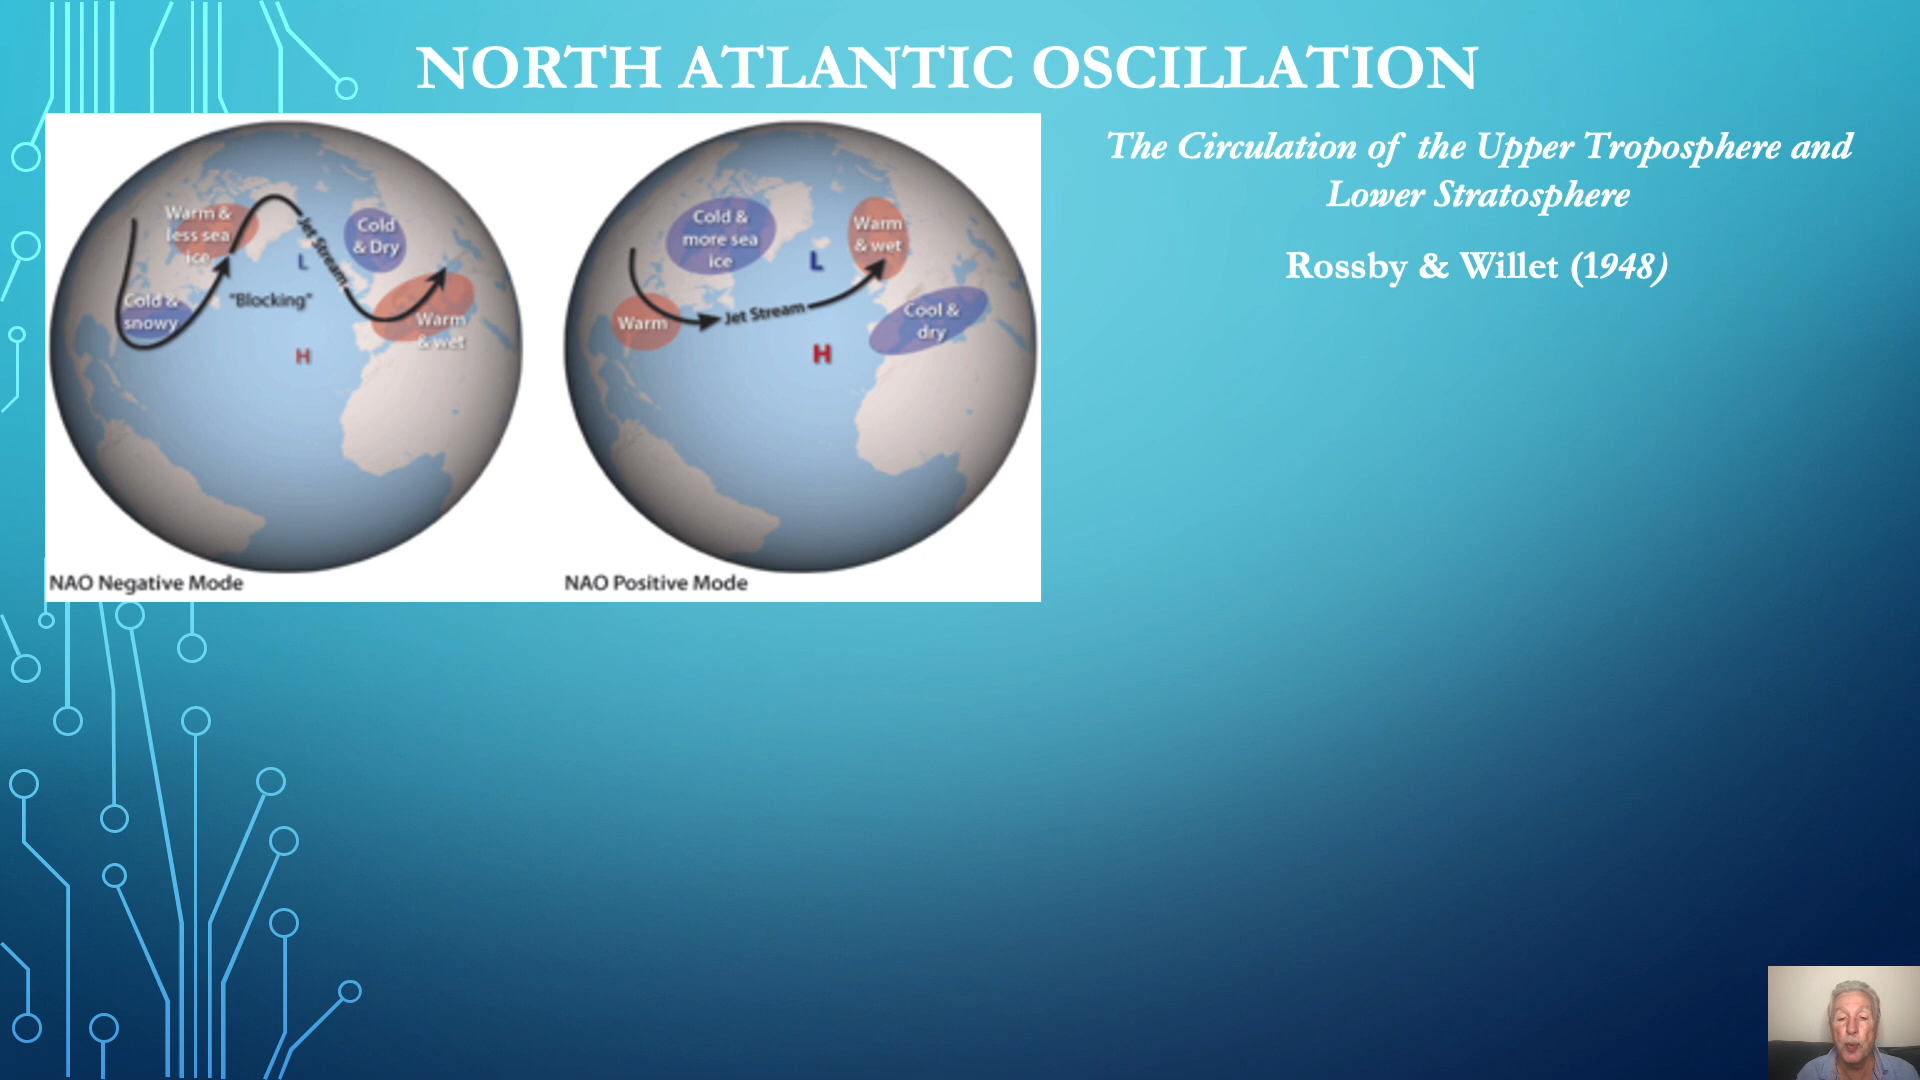 NORTH ATLANTIC OSCILLATION
Warm &
less sea
ice
Cold
& Dry
Jet Stream
L
Cold &
snowy
"Blocking"
Warm
& wet
H
NAO Negative Mode
Cold &
more sea
ice
Warm
& wet
L
Warm
Jet Stream
Cool &
dry
H
NAO Positive Mode
The Circulation of the Upper Troposphere and
Lower Stratosphere
Rossby & Willet (1948)